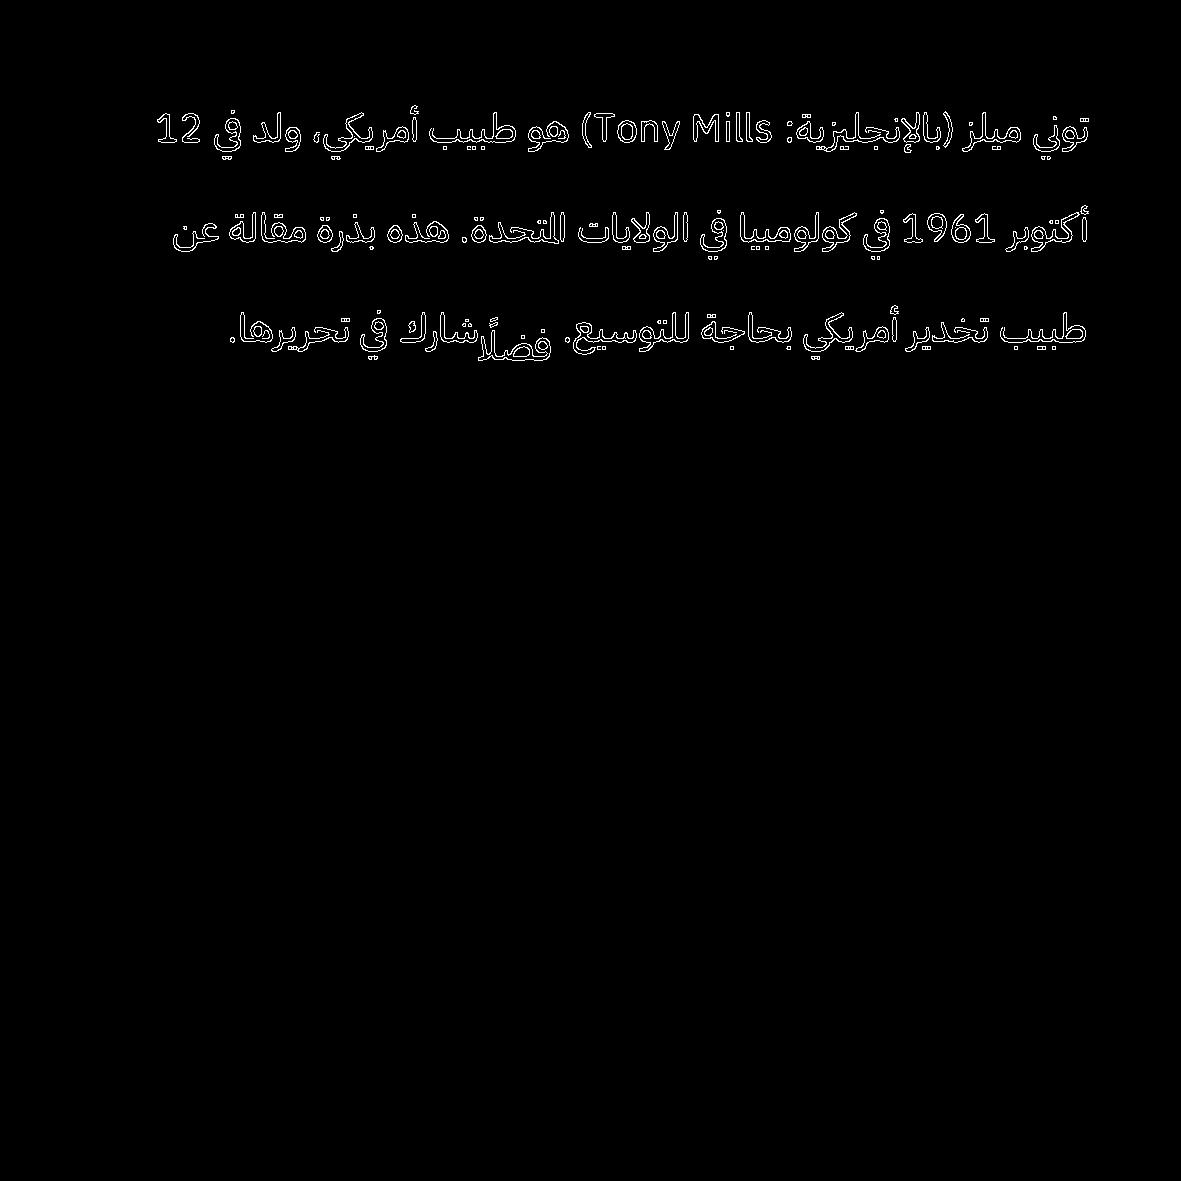 توني ميلز (بالإنجليزية: Tony Mills) هو طبيب أمريكي، ولد في 12
أكتوبر 1961 في كولومبيا في الولايات المتحدة. هذه بذرة مقالة عن
طبيب تخدير أمريكي بحاجة للتوسيع. فضلًا شارك في تحريرها.